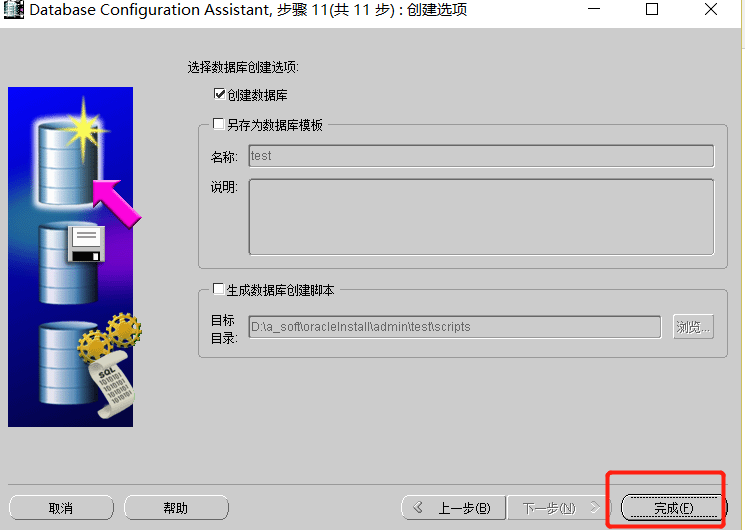 Database Configuration Assistant, 步骤 11(共 11 步) : 创建选项
选择数据库创建选项:
创建数据库
另存为数据库模板
名称: test
说明:
生成数据库创建脚本
目标
目录: D:\a_soft\oracleInstall\admin\test\scripts 浏览...
SQL
取消 帮助 上一步(B) 下一步(N) 完成(F)